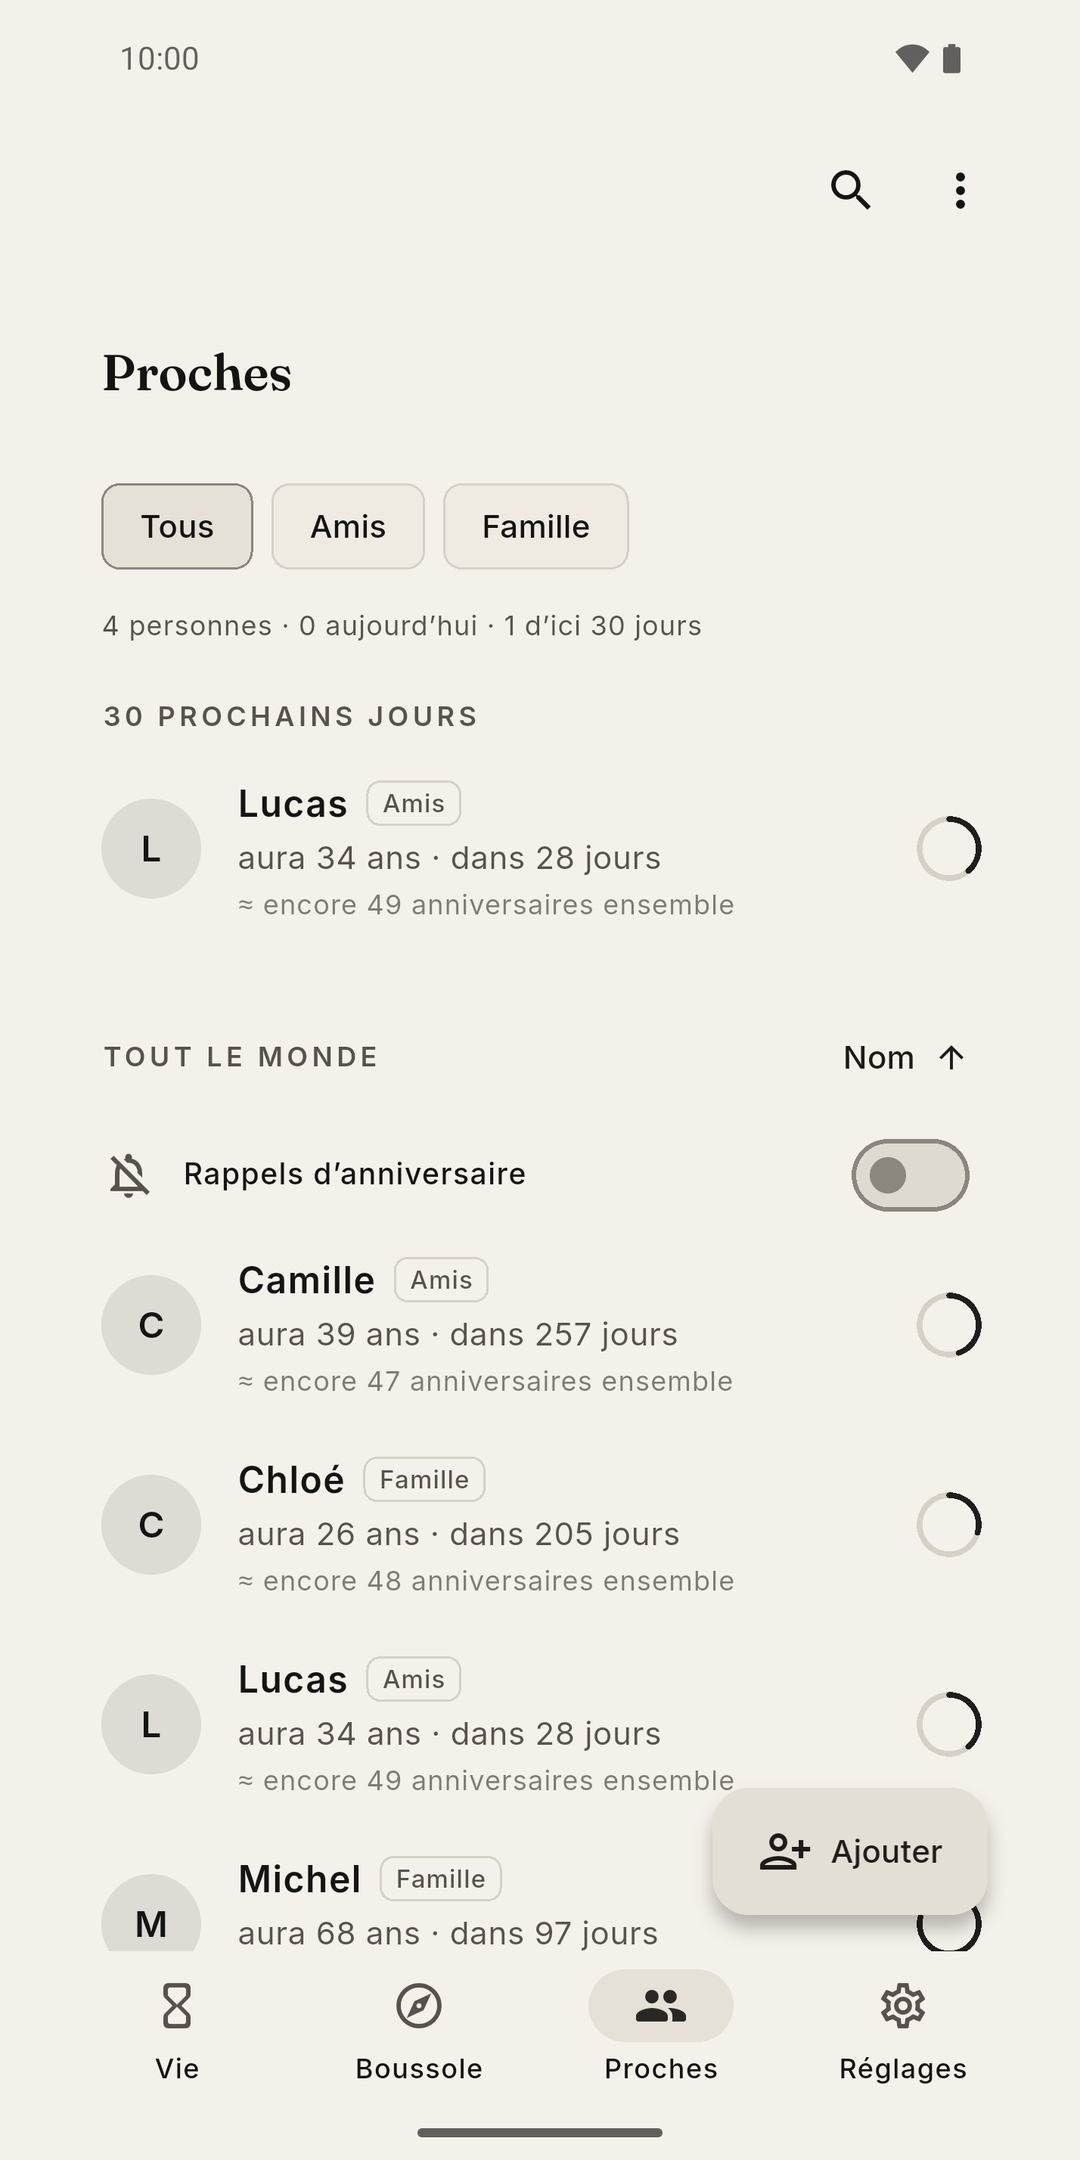 10:00
Proches
Tous Amis Famille
4 personnes · 0 aujourd’hui · 1 d’ici 30 jours
30 PROCHAINS JOURS
L
Lucas Amis
aura 34 ans · dans 28 jours
≈ encore 49 anniversaires ensemble
TOUT LE MONDE Nom
Rappels d’anniversaire
C
Camille Amis
aura 39 ans · dans 257 jours
≈ encore 47 anniversaires ensemble
C
Chloé Famille
aura 26 ans · dans 205 jours
≈ encore 48 anniversaires ensemble
L
Lucas Amis
aura 34 ans · dans 28 jours
≈ encore 49 anniversaires ensemble
Ajouter
M
Michel Famille
aura 68 ans · dans 97 jours
Vie Boussole Proches Réglages